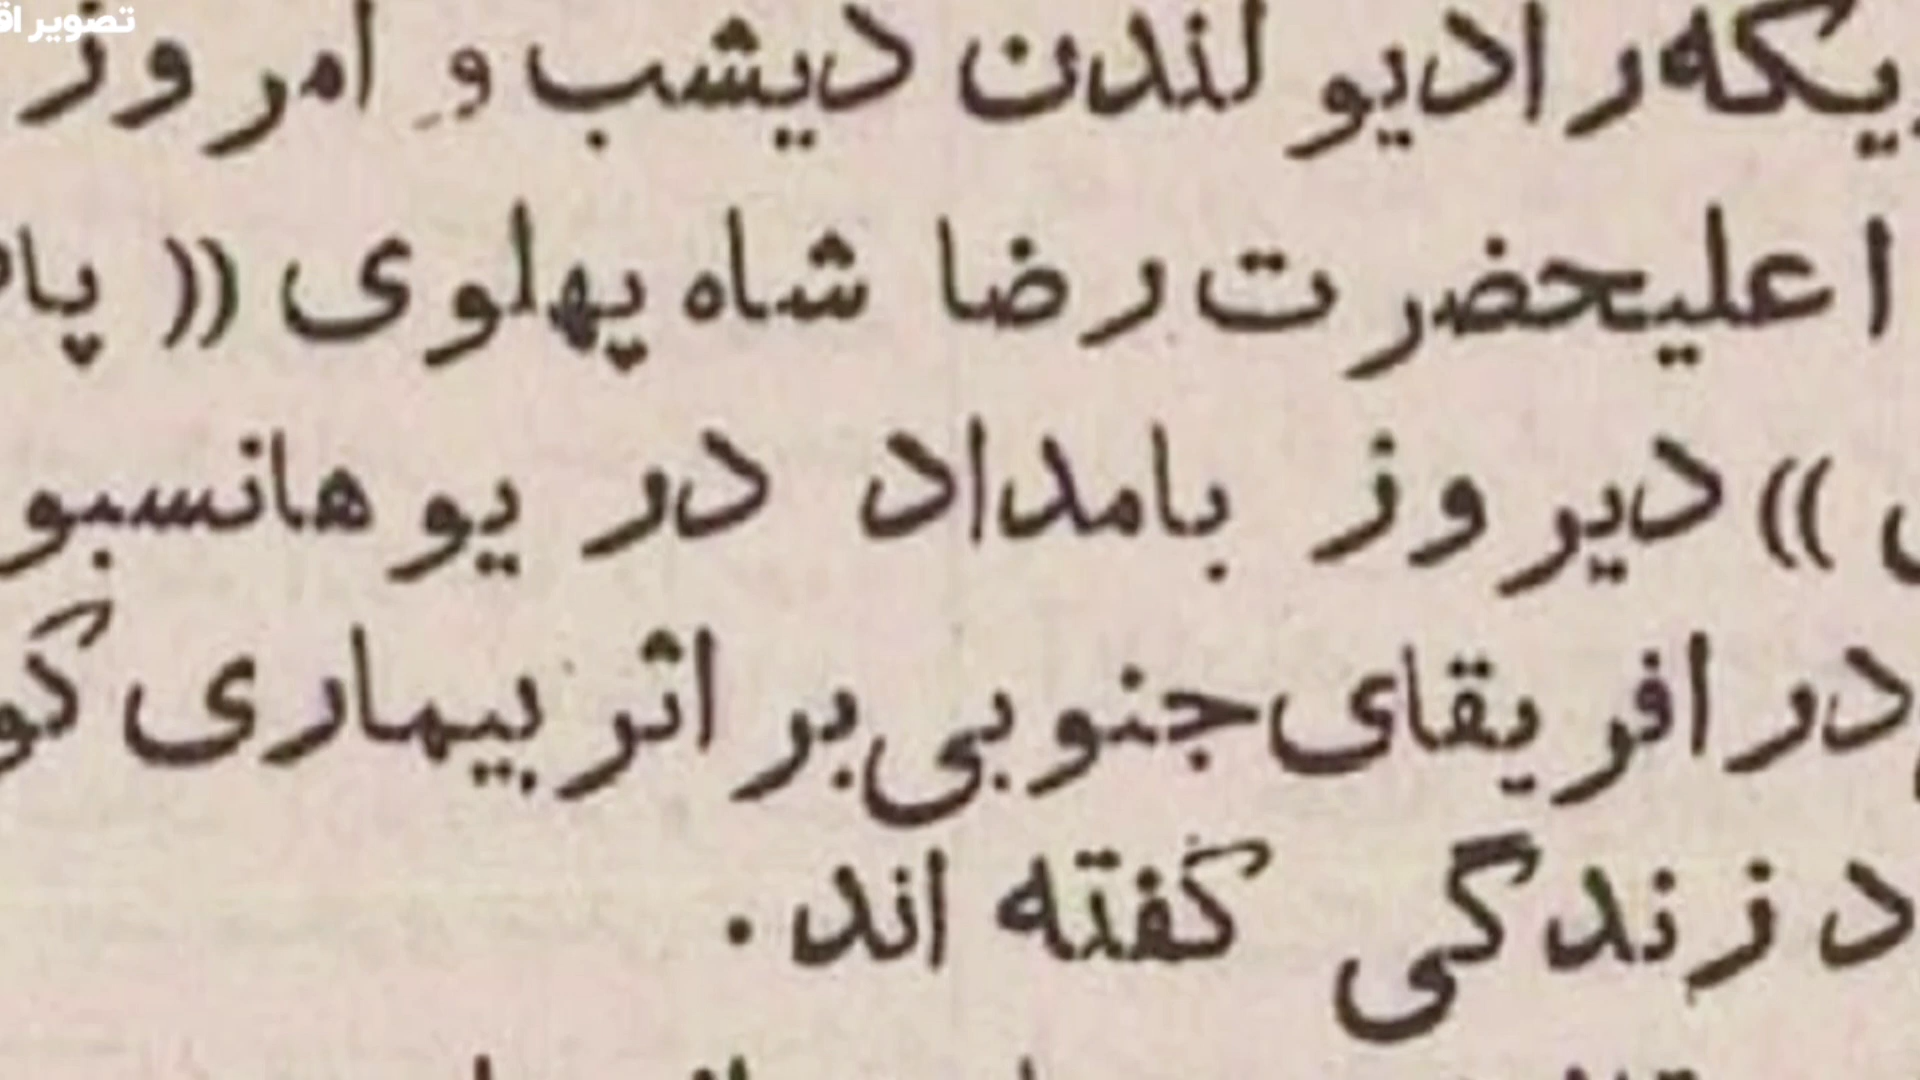 تصویر
یکه رادیو لندن دیشب و امروز
اعلیحضرت رضا شاه پهلوی ((
)) دیروز بامداد در یوهانسبو
در افریقای جنوبی بر اثر بیماری
زندگی گفته اند.